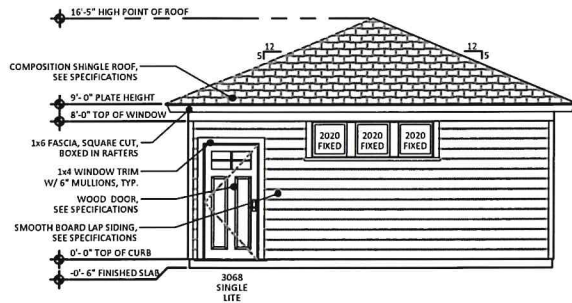 16'-5" HIGH POINT OF ROOF
12
5
12
5
COMPOSITION SHINGLE ROOF,
SEE SPECIFICATIONS
9'- 0" PLATE HEIGHT
8'-0" TOP OF WINDOW
2020
FIXED
2020
FIXED
2020
FIXED
1x6 FASCIA, SQUARE CUT,
BOXED IN RAFTERS
1x4 WINDOW TRIM
W/ 6" MULLIONS, TYP.
WOOD DOOR,
SEE SPECIFICATIONS
SMOOTH BOARD LAP SIDING,
SEE SPECIFICATIONS
0'- 0" TOP OF CURB
-0'- 6" FINISHED SLAB
3068
SINGLE
LITE